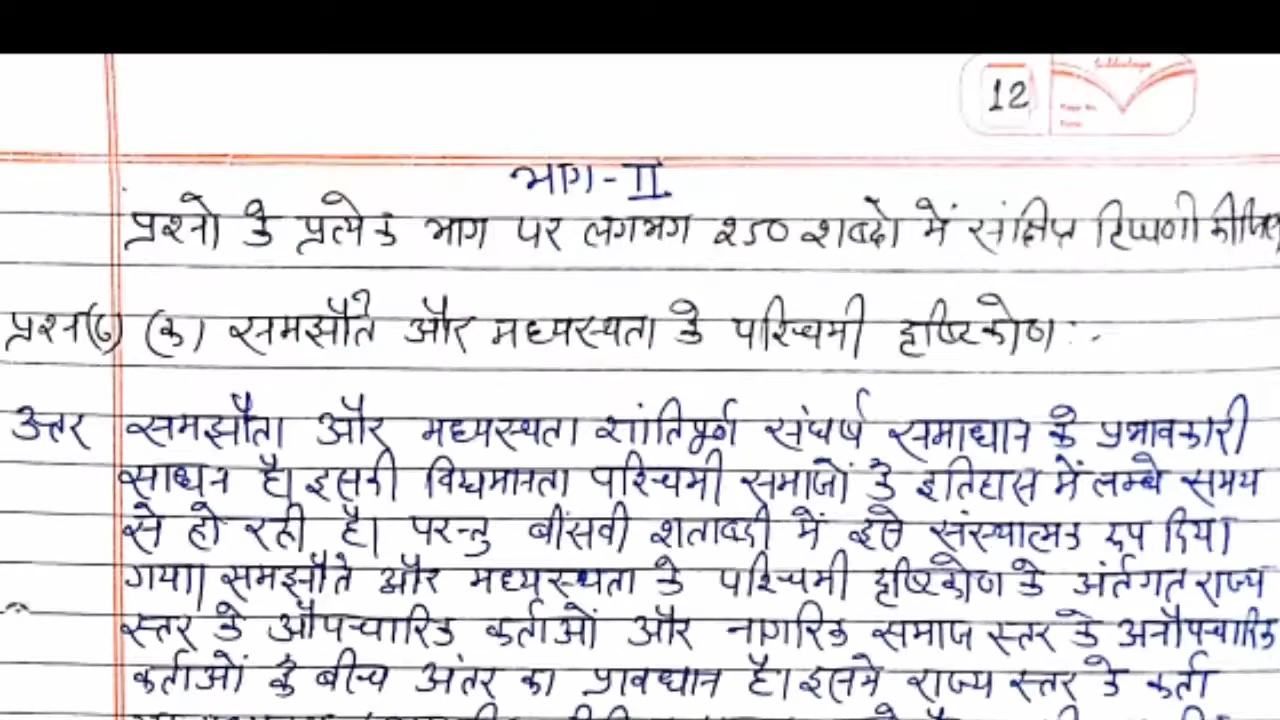 12
भाग-II
प्रश्नो के प्रत्येक भाग पर लगभग 250 शब्दो में संक्षिप्त टिप्पणी कीजिए
प्रश्न(6) (क) समझौते और मध्यस्थता के पश्चिमी दृष्टिकोण :-
उत्तर समझौता और मध्यस्थता शांतिपूर्ण संघर्ष समाधान के प्रभावकारी
साधन है। इसकी विद्यमानता पश्चिमी समाजों के इतिहास में लम्बे समय
से हो रही है। परन्तु बींसवी शताब्दी में इसे संस्थात्मक रूप दिया
गया। समझौते और मध्यस्थता के पश्चिमी दृष्टिकोण के अंर्तगत राज्य
स्तर के औपचारिक कर्ताओं और नागरिक समाज स्तर के अनौपचारिक
कर्ताओं के बीच अंतर का प्रावधान है। इसने राज्य स्तर के कर्ता